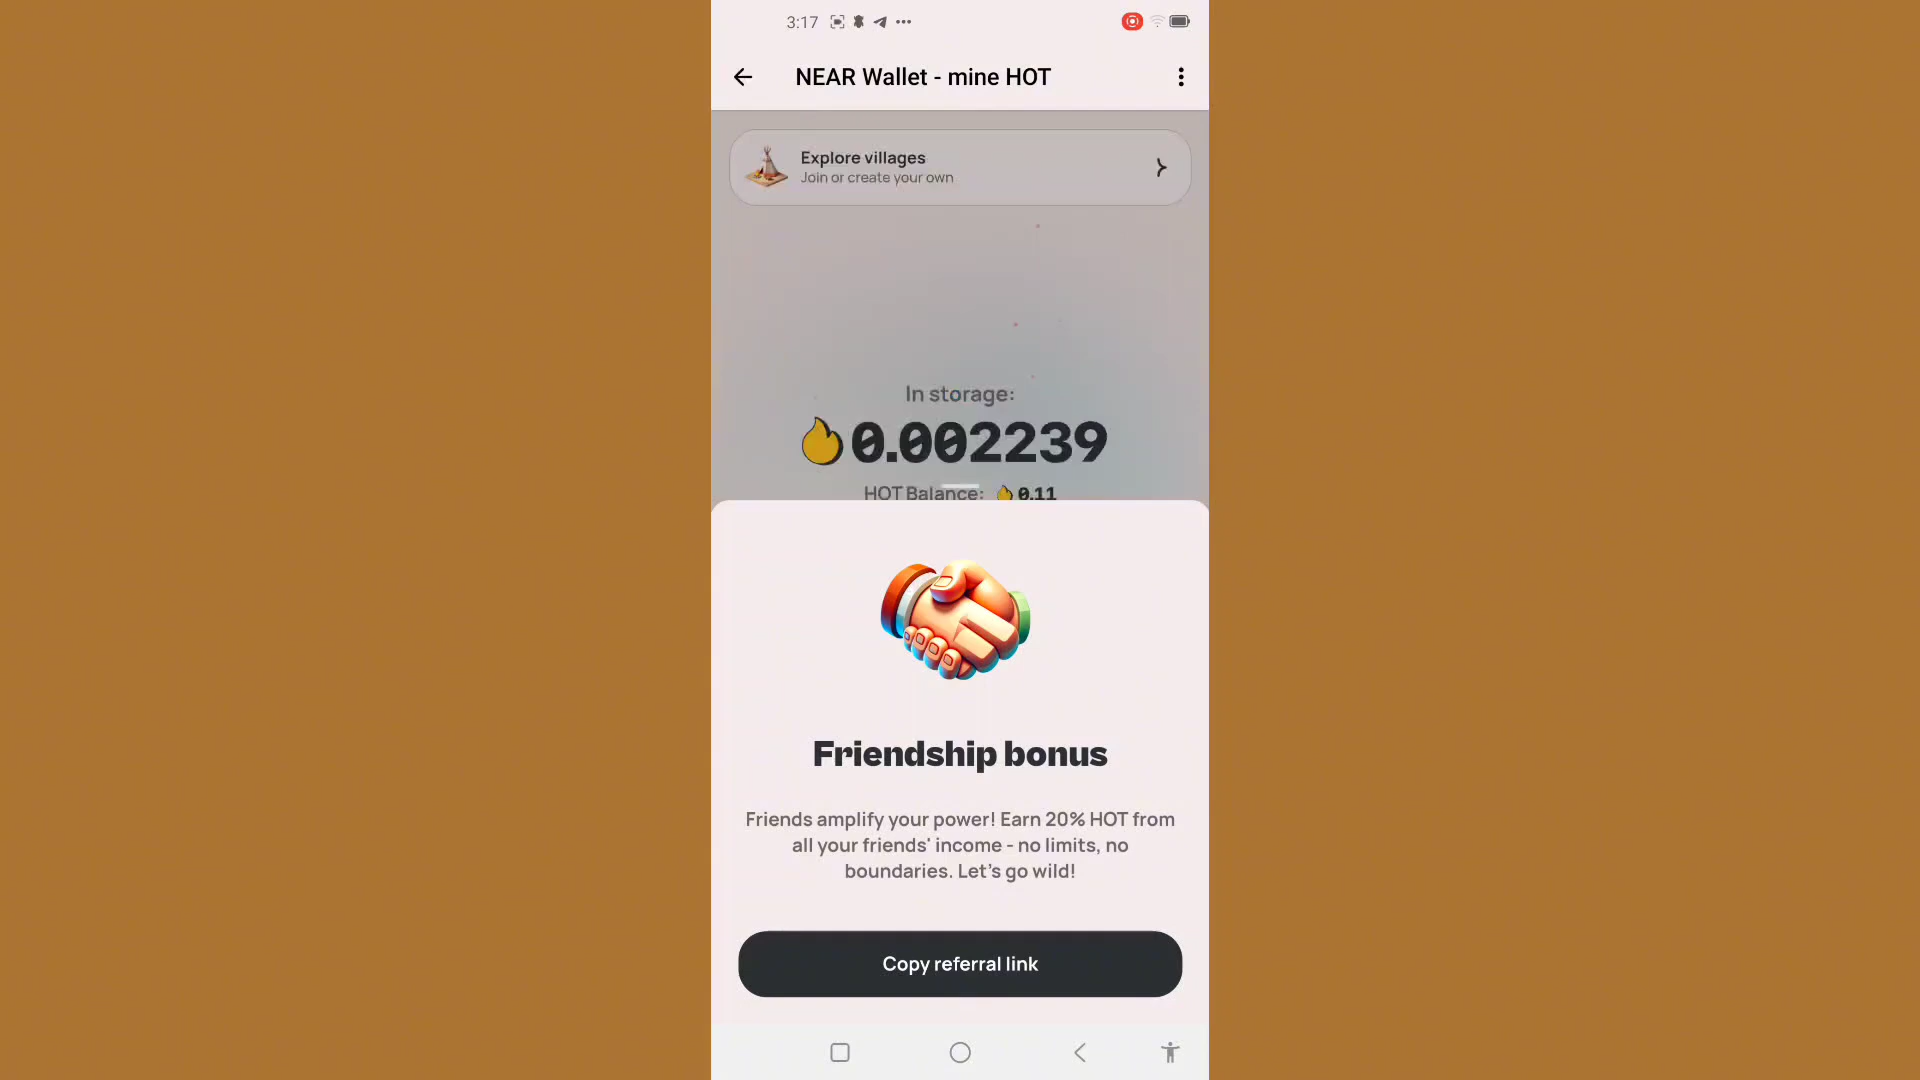 3:17
NEAR Wallet - mine HOT
Explore villages
Join or create your own
In storage:
0.002239
HOT Balance: 0.11
Friendship bonus
Friends amplify your power! Earn 20% HOT from
all your friends' income - no limits, no
boundaries. Let's go wild!
Copy referral link